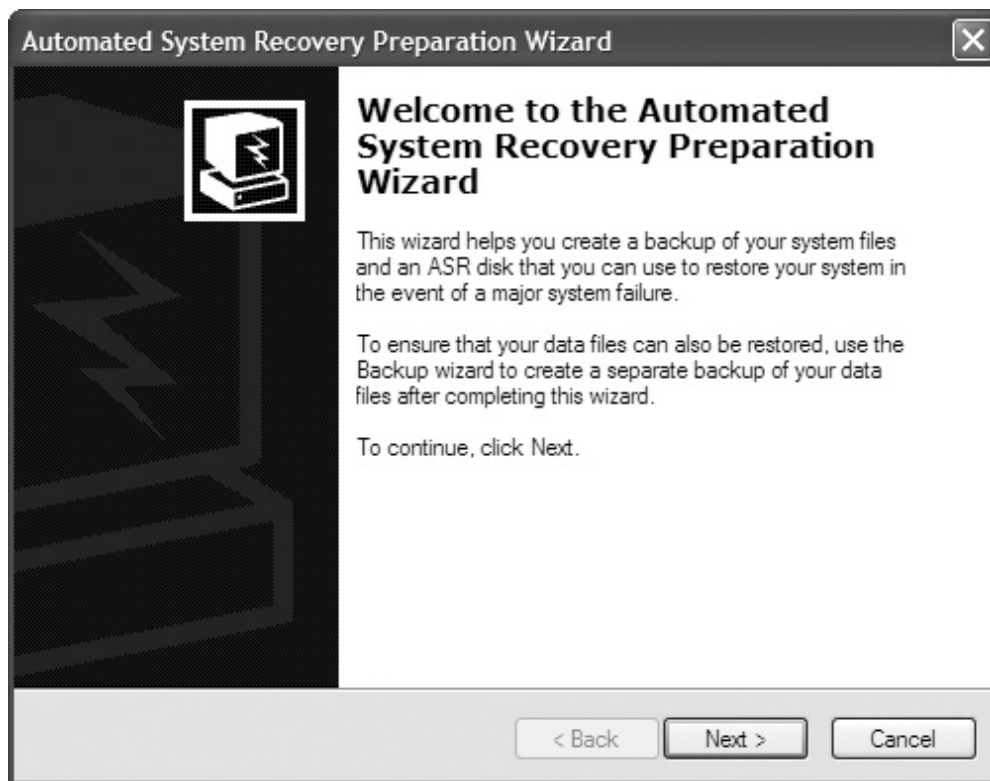 Automated System Recovery Preparation Wizard
Welcome to the Automated
System Recovery Preparation
Wizard
This wizard helps you create a backup of your system files
and an ASR disk that you can use to restore your system in
the event of a major system failure.
To ensure that your data files can also be restored, use the
Backup wizard to create a separate backup of your data
files after completing this wizard.
To continue, click Next.
< Back
Next >
Cancel